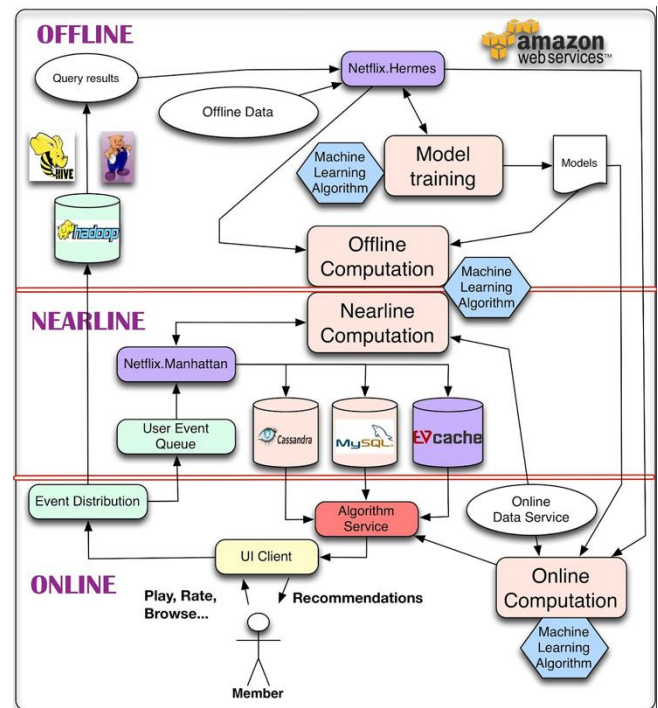 OFFLINE
amazon
web services™
Query results
Netflix.Hermes
Offline Data
HIVE
Machine
Learning
Algorithm
Model
training
Models
hadoop
Offline
Computation
Machine
Learning
Algorithm
NEARLINE
Nearline
Computation
Netflix.Manhattan
User Event
Queue
Cassandra
MySQL
EVcache
Event Distribution
Algorithm
Service
Online
Data Service
UI Client
ONLINE
Play, Rate,
Browse...
Recommendations
Online
Computation
Machine
Learning
Algorithm
Member